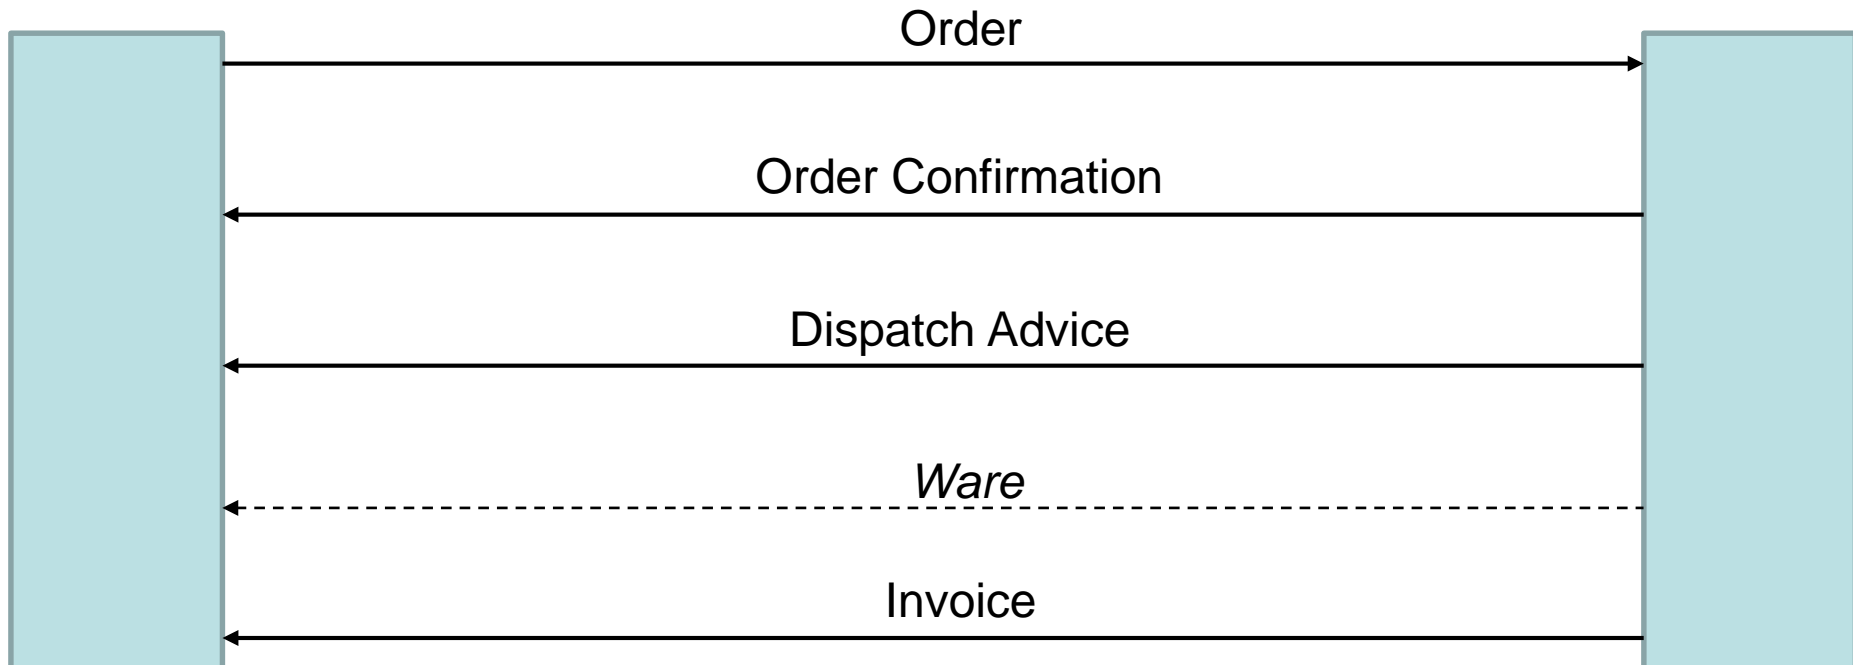 Order
Order Confirmation
Dispatch Advice
Ware
Invoice